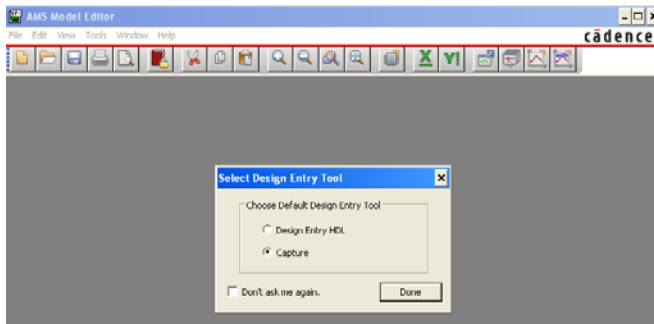 AMS Model Editor
File Edit View Tools Window Help
cādence
Select Design Entry Tool
Choose Default Design Entry Tool
Design Entry HDL
Capture
Don't ask me again.
Done